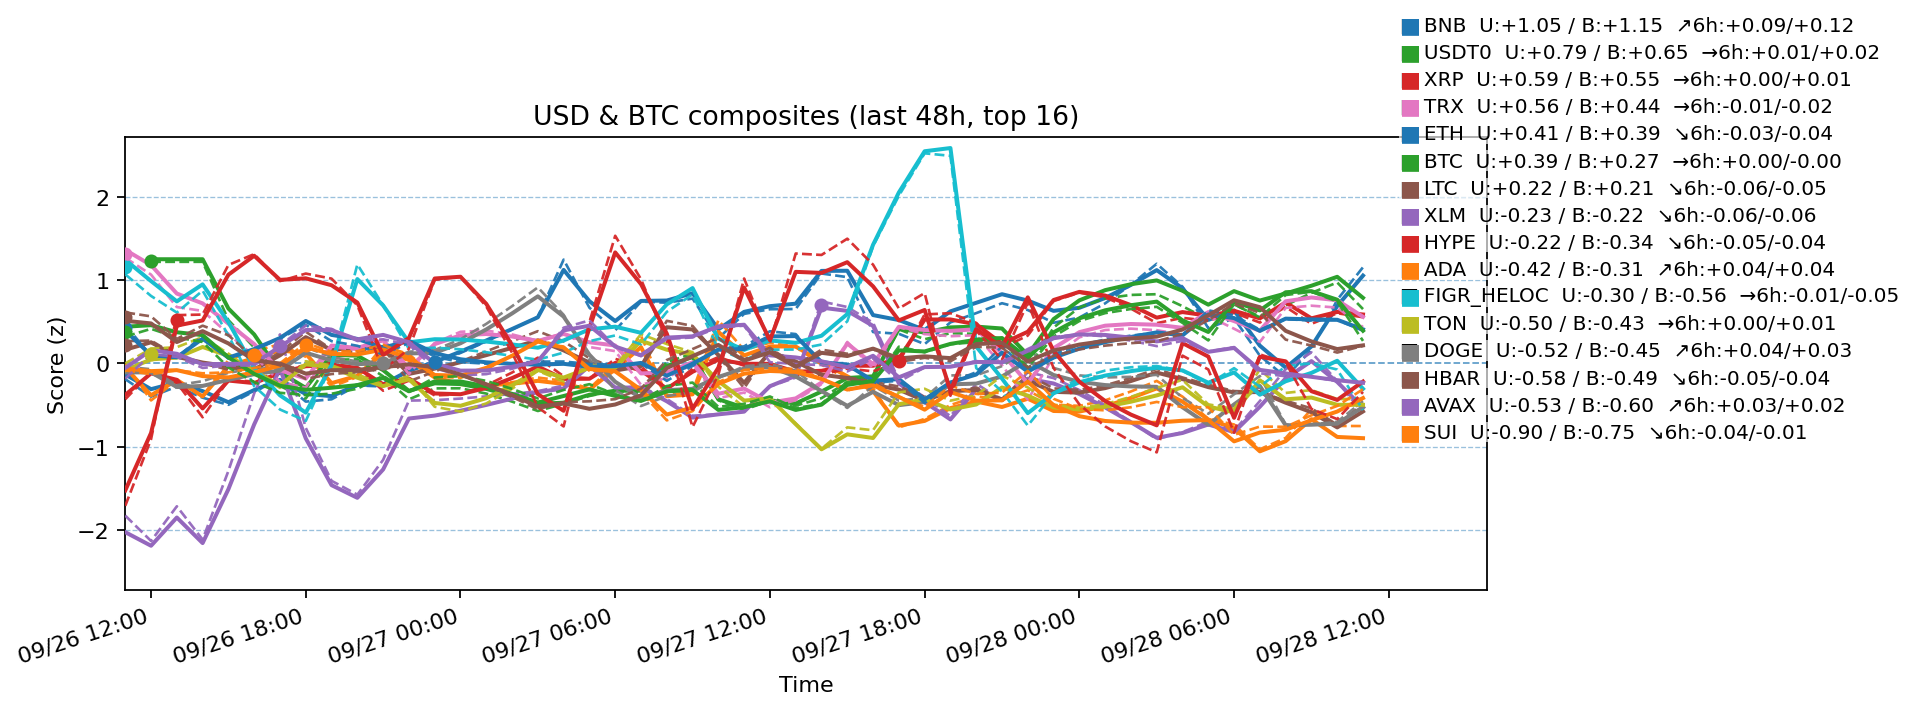 BNB U:+1.05 / B:+1.15 ↗6h:+0.09/+0.12
USDT0 U:+0.79 / B:+0.65 →6h:+0.01/+0.02
XRP U:+0.59 / B:+0.55 →6h:+0.00/+0.01
TRX U:+0.56 / B:+0.44 →6h:-0.01/-0.02
ETH U:+0.41 / B:+0.39 ↘6h:-0.03/-0.04
BTC U:+0.39 / B:+0.27 →6h:+0.00/-0.00
LTC U:+0.22 / B:+0.21 ↘6h:-0.06/-0.05
XLM U:-0.23 / B:-0.22 ↘6h:-0.06/-0.06
HYPE U:-0.22 / B:-0.34 ↘6h:-0.05/-0.04
ADA U:-0.42 / B:-0.31 ↗6h:+0.04/+0.04
FIGR_HELOC U:-0.30 / B:-0.56 →6h:-0.01/-0.05
TON U:-0.50 / B:-0.43 →6h:+0.00/+0.01
DOGE U:-0.52 / B:-0.45 ↗6h:+0.04/+0.03
HBAR U:-0.58 / B:-0.49 ↘6h:-0.05/-0.04
AVAX U:-0.53 / B:-0.60 ↗6h:+0.03/+0.02
SUI U:-0.90 / B:-0.75 ↘6h:-0.04/-0.01
USD & BTC composites (last 48h, top 16)
Score (z)
2
1
0
−1
−2
09/26 12:00
09/26 18:00
09/27 00:00
09/27 06:00
09/27 12:00
09/27 18:00
09/28 00:00
09/28 06:00
09/28 12:00
Time